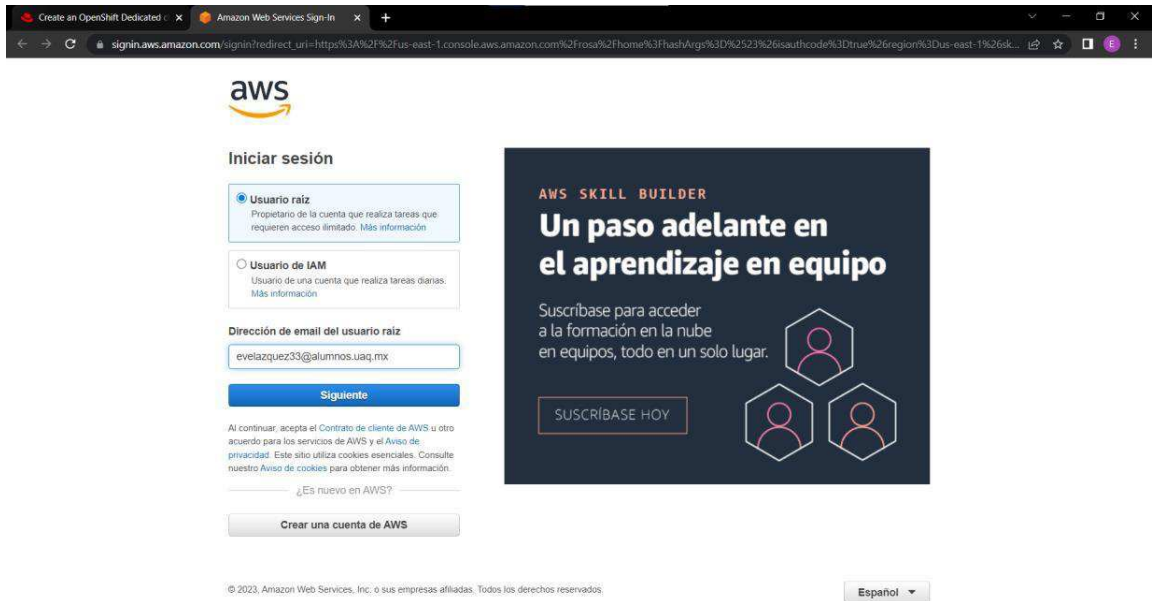 Create an OpenShift Dedicated c
Amazon Web Services Sign-In
signin.aws.amazon.com/signin?redirect_uri=https%3A%2F%2Fus-east-1.console.aws.amazon.com%2Frosa%2Fhome%3FhashArgs%3D%2523%26isauthcode%3Dtrue%26region%3Dus-east-1%26sk...
E
aws
Iniciar sesión
Usuario raíz
Propietario de la cuenta que realiza tareas que
requieren acceso ilimitado. Más información
Usuario de IAM
Usuario de una cuenta que realiza tareas diarias.
Más información
Dirección de email del usuario raíz
evelazquez33@alumnos.uaq.mx
Siguiente
Al continuar, acepta el Contrato de cliente de AWS u otro
acuerdo para los servicios de AWS y el Aviso de
privacidad. Este sitio utiliza cookies esenciales. Consulte
nuestro Aviso de cookies para obtener más información.
¿Es nuevo en AWS?
Crear una cuenta de AWS
AWS SKILL BUILDER
Un paso adelante en
el aprendizaje en equipo
Suscríbase para acceder
a la formación en la nube
en equipos, todo en un solo lugar.
SUSCRÍBASE HOY
© 2023, Amazon Web Services, Inc. o sus empresas afiliadas. Todos los derechos reservados.
Español